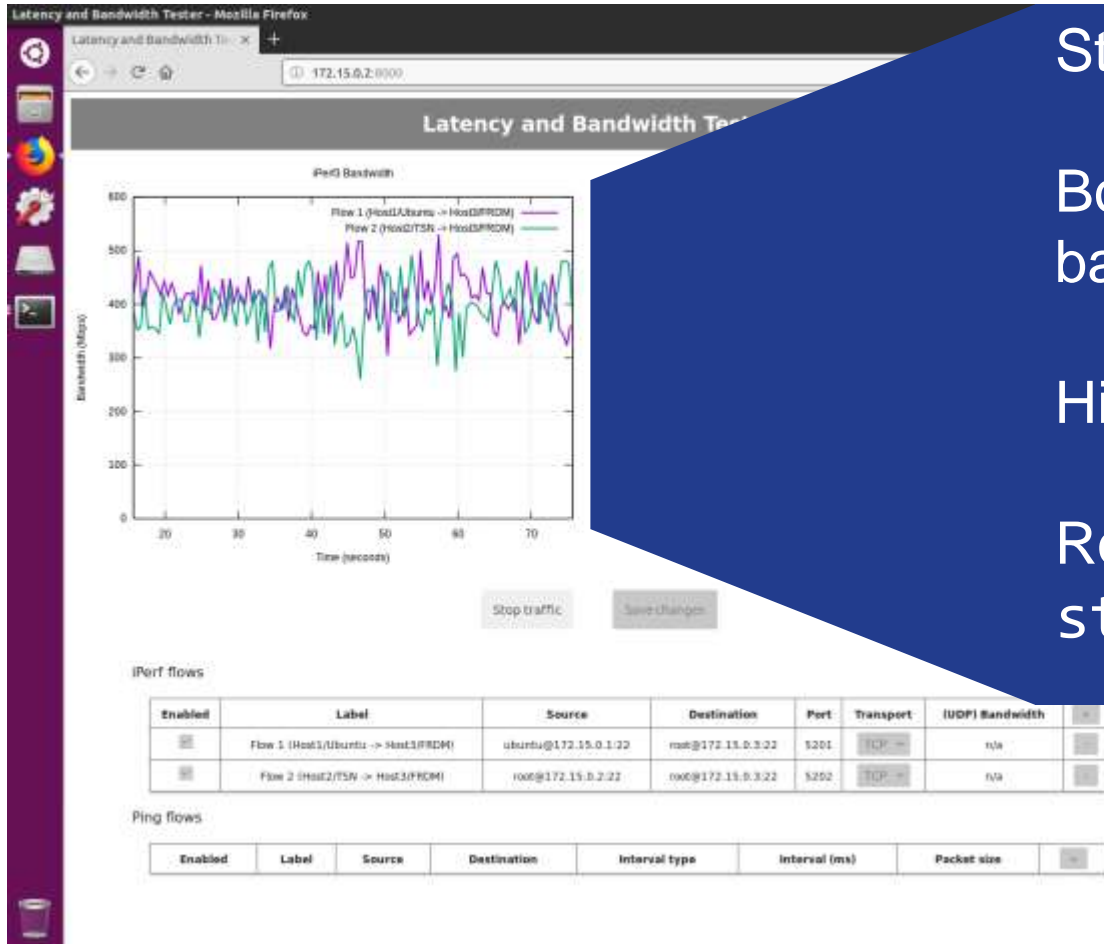 Latency and Bandwidth Tester - Mozilla Firefox
Latency and Bandwidth Te × +
172.15.0.2:8000
Latency and Bandwidth Tes
iPerf3 Bandwidth
Flow 1 (Host1/Ubuntu -> Host3/FRDM)
Flow 2 (Host2/TSN -> Host3/FRDM)
600
500
400
300
200
100
0
Bandwidth (Mbps)
20 30 40 50 60 70
Time (seconds)
St
Bo
ba
Hi
Re
st
Stop traffic Save changes
iPerf flows
Enabled Label Source Destination Port Transport (UDP) Bandwidth +
Flow 1 (Host1/Ubuntu -> Host3/FRDM) ubuntu@172.15.0.1:22 root@172.15.0.3:22 5201 TCP n/a -
Flow 2 (Host2/TSN -> Host3/FRDM) root@172.15.0.2:22 root@172.15.0.3:22 5202 TCP n/a -
Ping flows
Enabled Label Source Destination Interval type Interval (ms) Packet size +